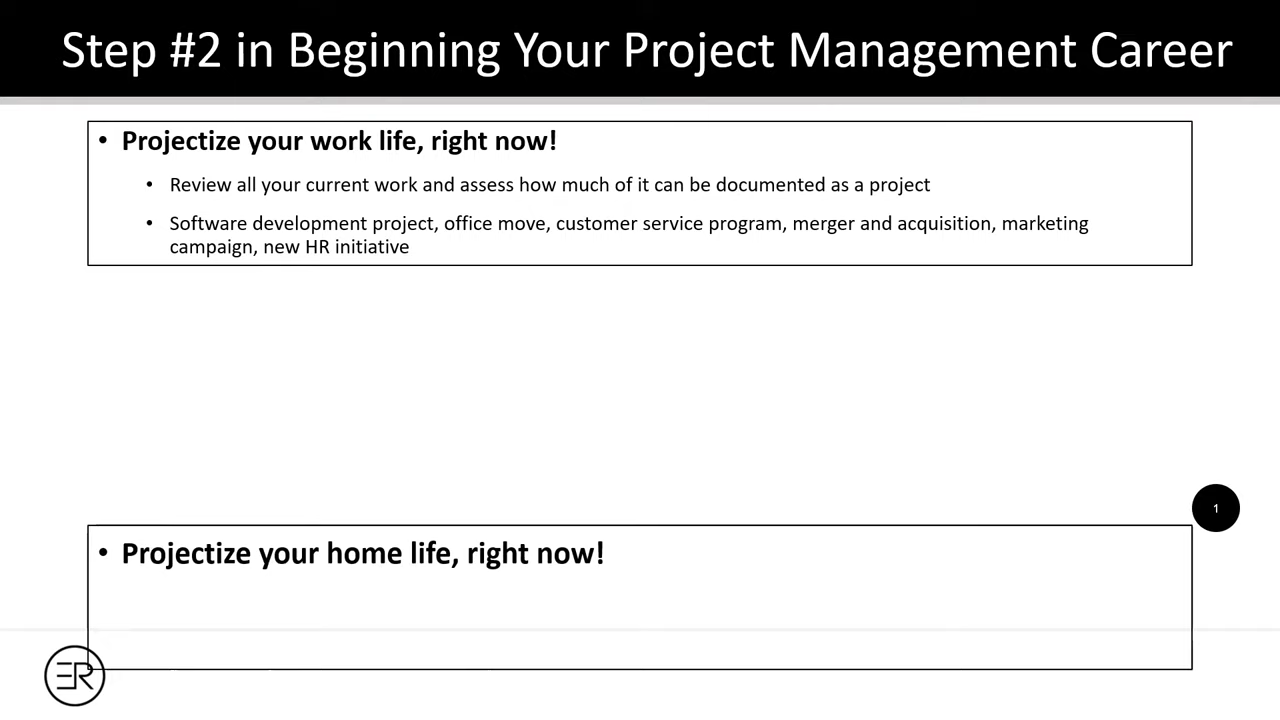 Step #2 in Beginning Your Project Management Career
• Projectize your work life, right now!
• Review all your current work and assess how much of it can be documented as a project
• Software development project, office move, customer service program, merger and acquisition, marketing
campaign, new HR initiative
1
• Projectize your home life, right now!
ER